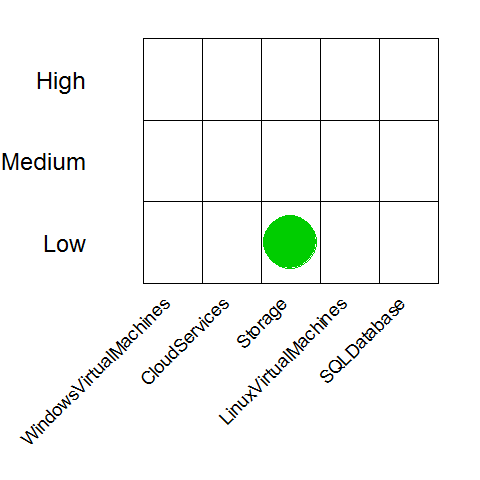 High
Medium
Low
WindowsVirtualMachines
CloudServices
Storage
LinuxVirtualMachines
SQLDatabase